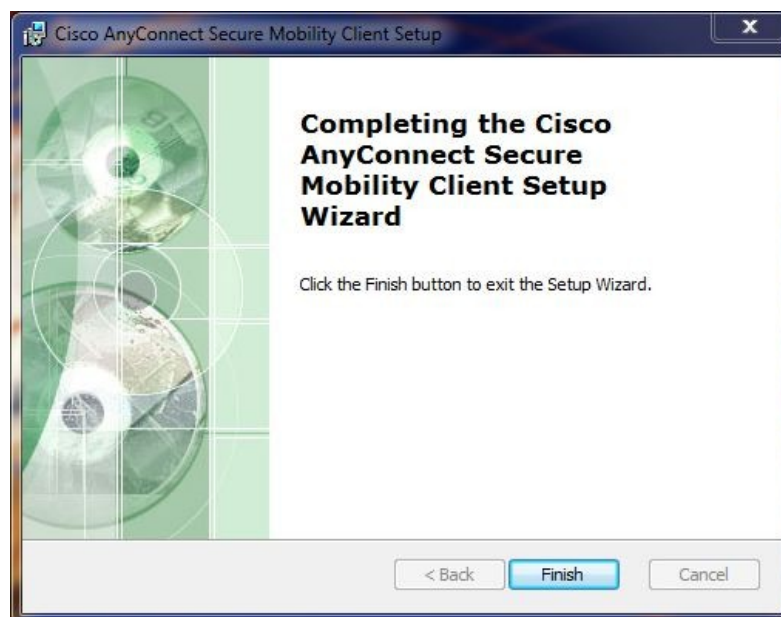 Cisco AnyConnect Secure Mobility Client Setup
X
Completing the Cisco
AnyConnect Secure
Mobility Client Setup
Wizard
Click the Finish button to exit the Setup Wizard.
< Back Finish Cancel